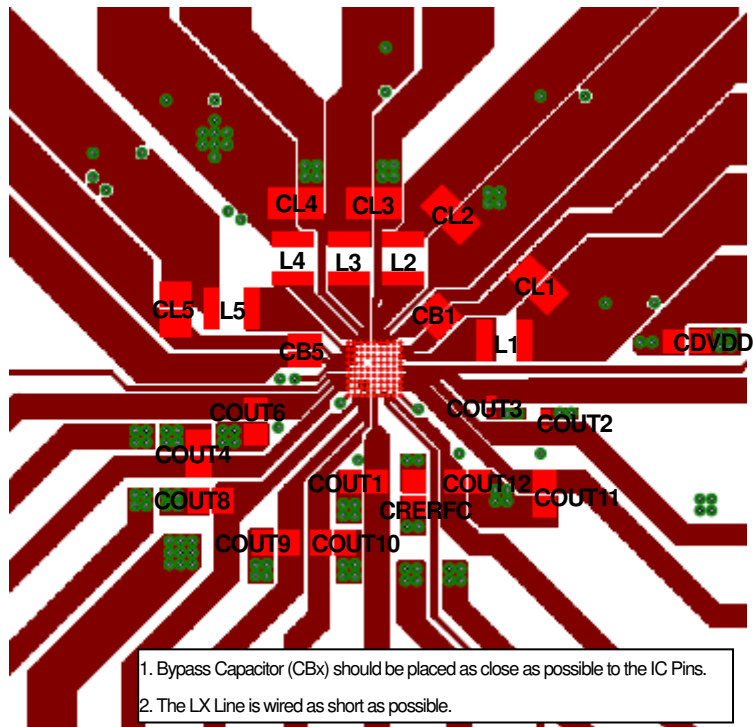 CL4
CL3
CL2
L4
L3
L2
CL5
L5
CL1
CB1
L1
CDVDD
CB5
COUT6
COUT3
COUT2
COUT4
COUT1
COUT12
COUT11
COUT8
CRERFC
COUT9
COUT10
1. Bypass Capacitor (CBx) should be placed as close as possible to the IC Pins.
2. The LX Line is wired as short as possible.